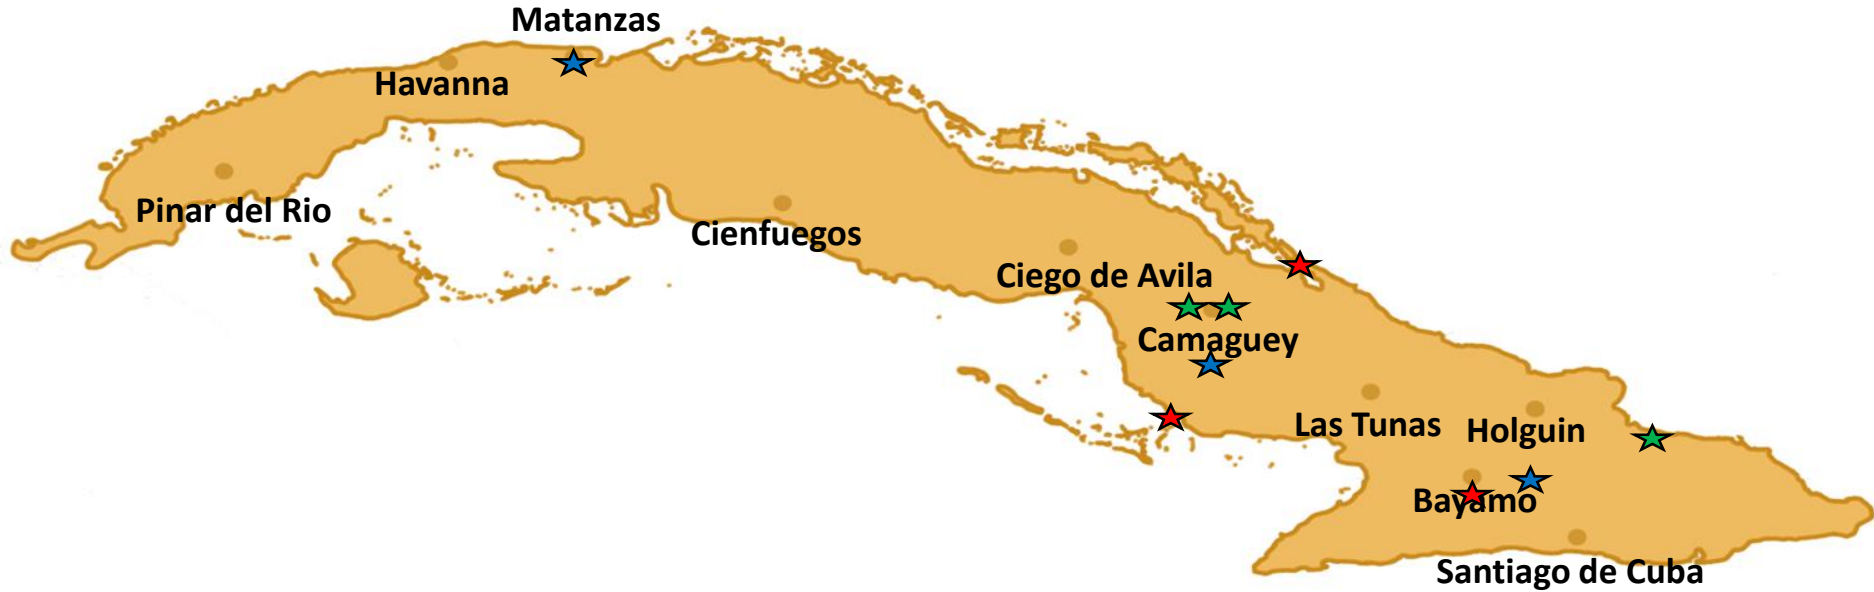 Matanzas
Havanna
Pinar del Rio
Cienfuegos
Ciego de Avila
Camaguey
Las Tunas
Holguin
Bayamo
Santiago de Cuba